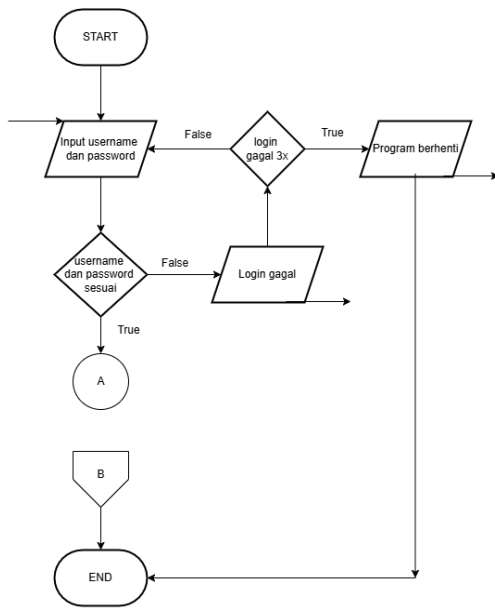 START
Input username
dan password
False
login
gagal 3x
True
Program berhenti
username
dan password
sesuai
False
Login gagal
True
A
B
END